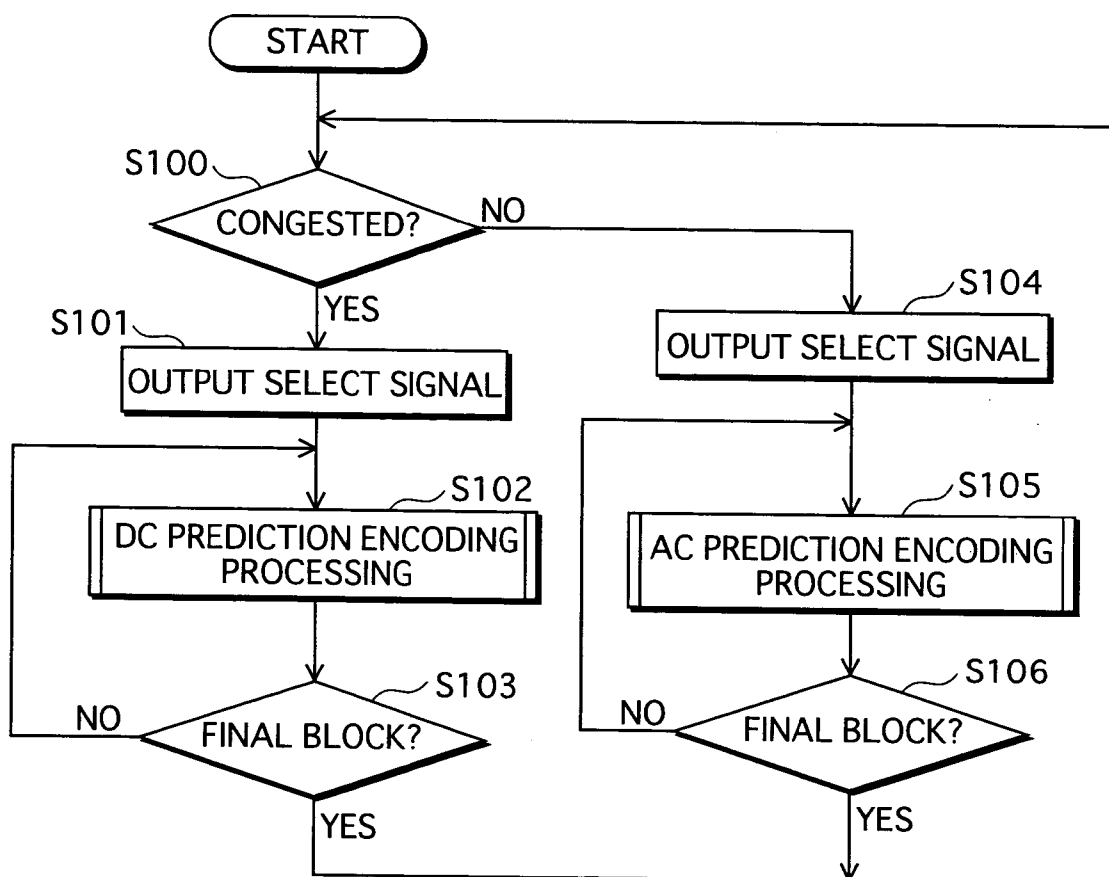 START
S100
CONGESTED?
NO
YES
S101
OUTPUT SELECT SIGNAL
S102
DC PREDICTION ENCODING
PROCESSING
S103
FINAL BLOCK?
NO
YES
S104
OUTPUT SELECT SIGNAL
S105
AC PREDICTION ENCODING
PROCESSING
S106
FINAL BLOCK?
NO
YES